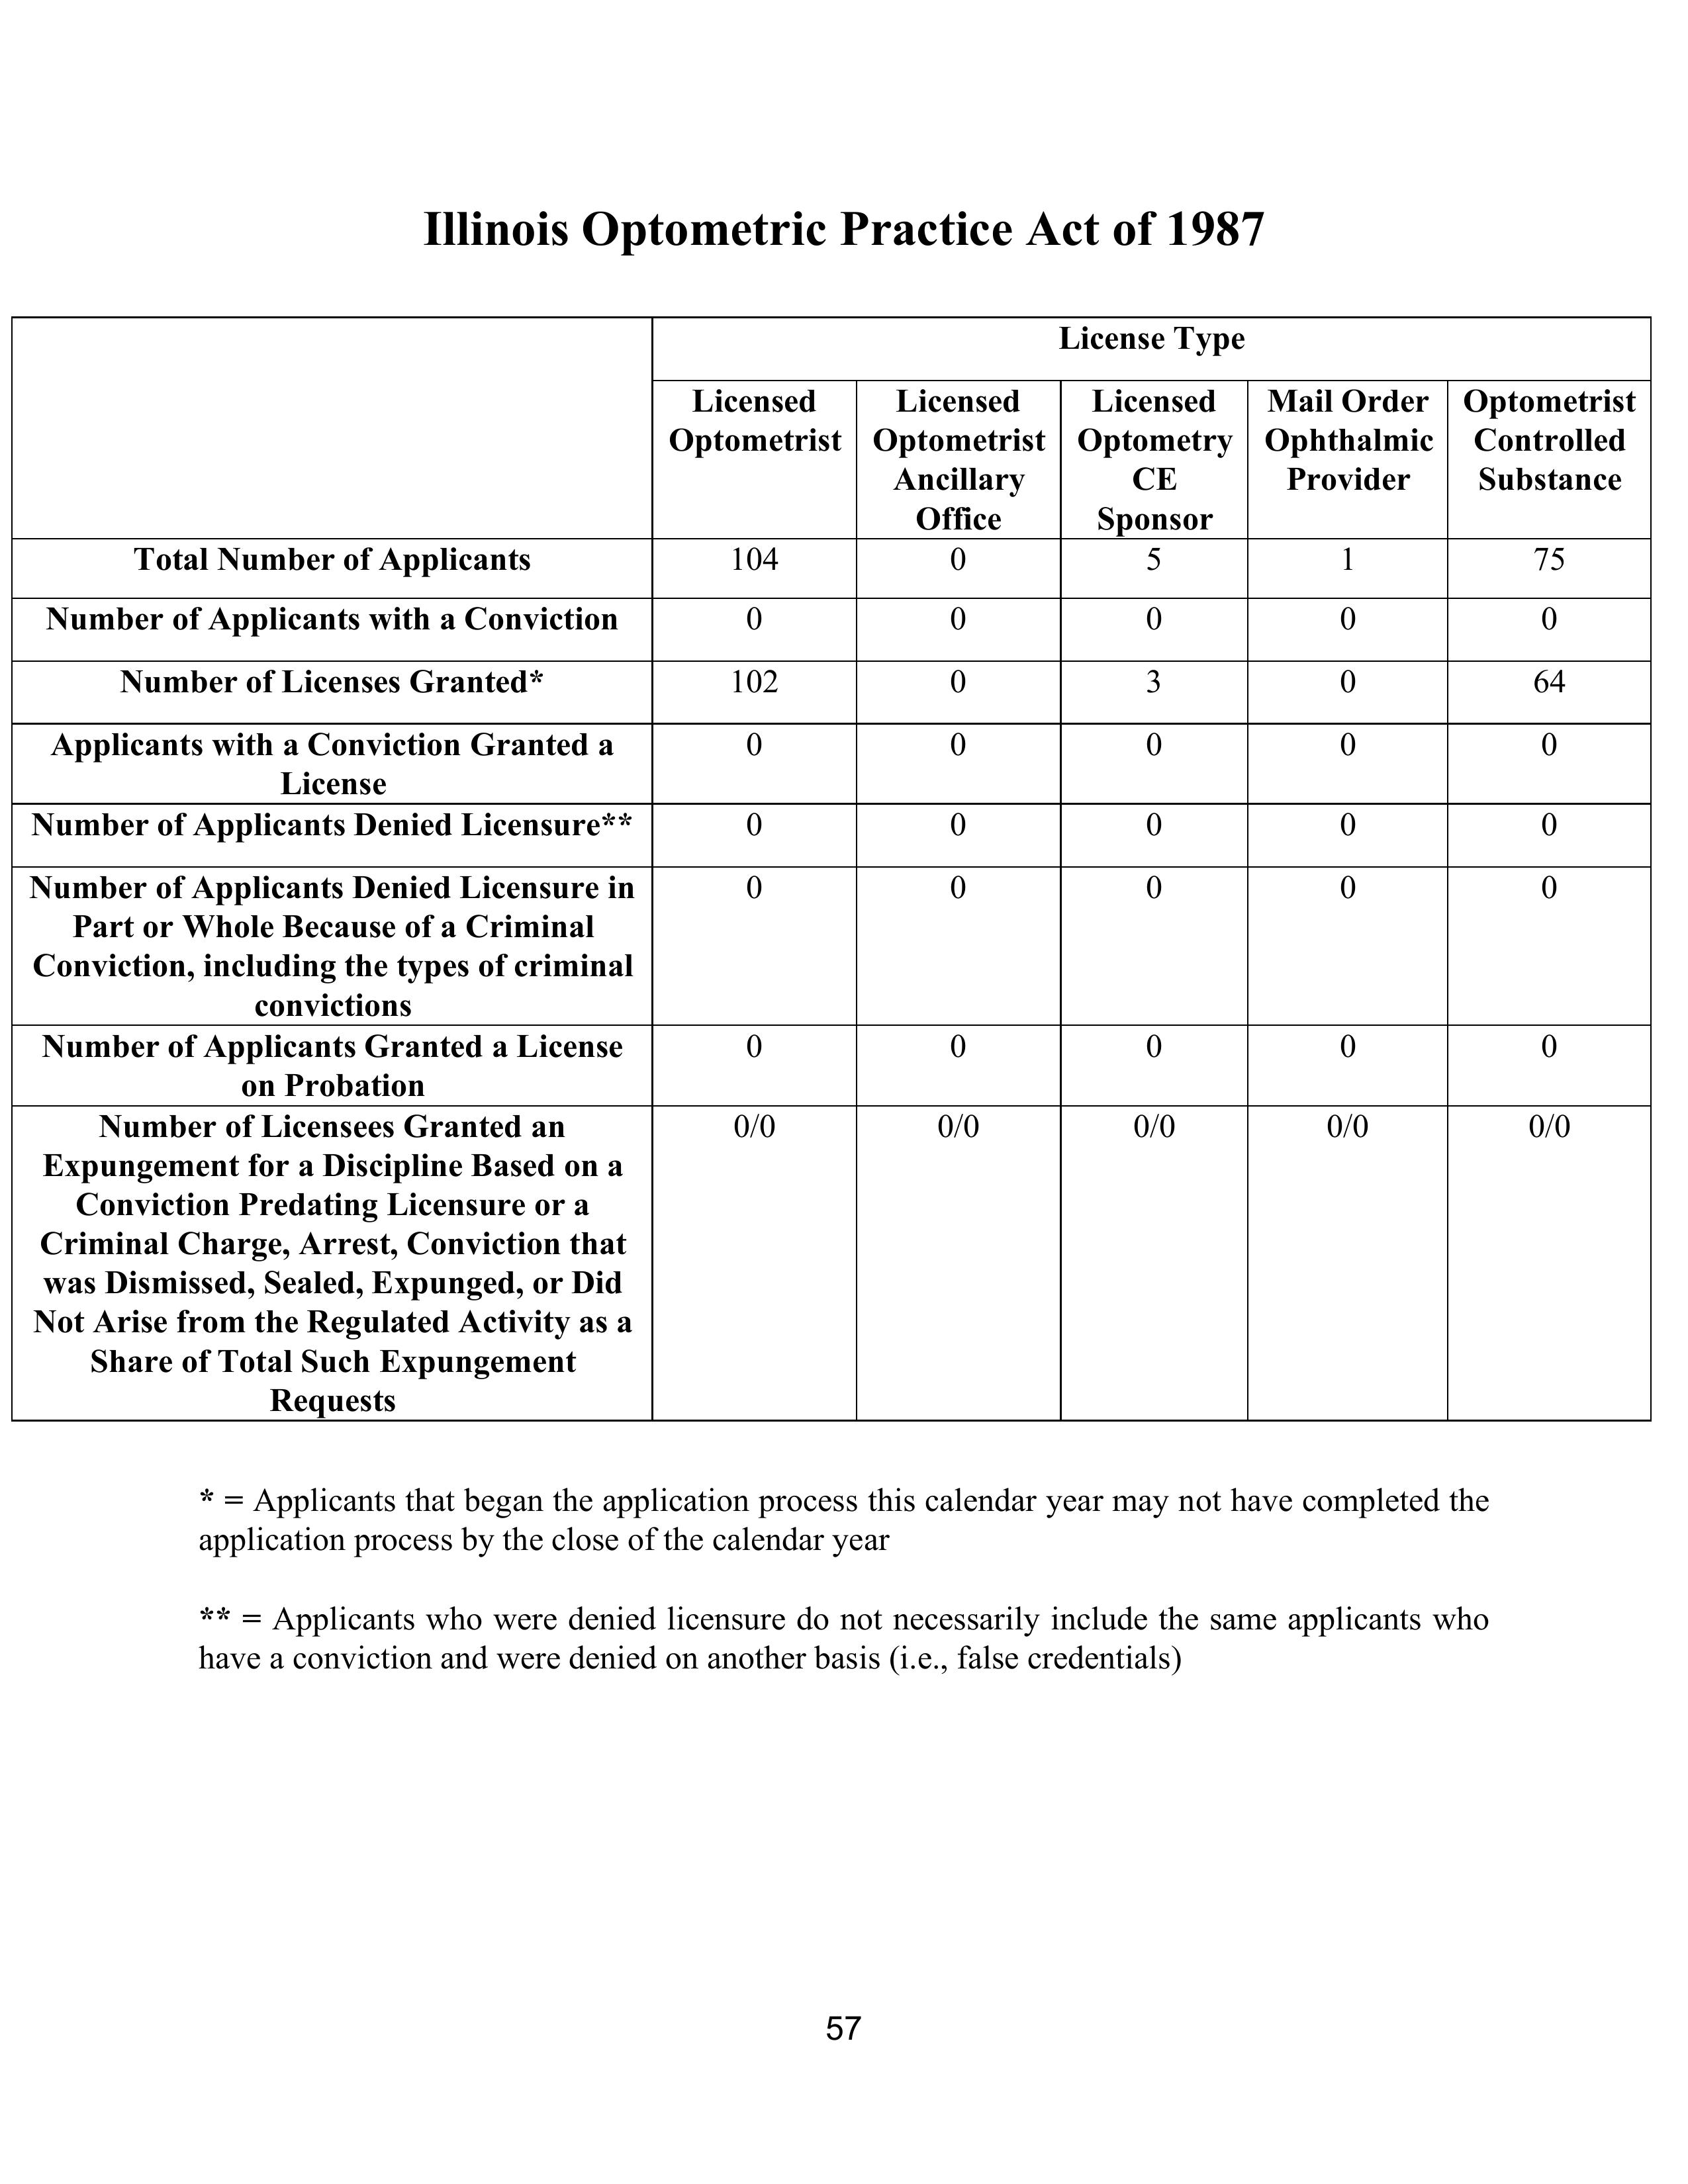 Illinois Optometric Practice Act of 1987
License Type
Licensed Optometrist
Licensed Optometrist Ancillary Office
Licensed Optometry CE Sponsor
Mail Order Ophthalmic Provider
Optometrist Controlled Substance
Total Number of Applicants 104 0 5 1 75
Number of Applicants with a Conviction 0 0 0 0 0
Number of Licenses Granted* 102 0 3 0 64
Applicants with a Conviction Granted a 0 0 0 0 0
License
Number of Applicants Denied Licensure** 0 0 0 0 0
Number of Applicants Denied Licensure in 0 0 0 0 0
Part or Whole Because of a Criminal
Conviction, including the types of criminal
convictions
Number of Applicants Granted a License 0 0 0 0 0
on Probation
Number of Licensees Granted an 0/0 0/0 0/0 0/0 0/0
Expungement for a Discipline Based on a
Conviction Predating Licensure or a
Criminal Charge, Arrest, Conviction that
was Dismissed, Sealed, Expunged, or Did
Not Arise from the Regulated Activity as a
Share of Total Such Expungement
Requests
* = Applicants that began the application process this calendar year may not have completed the
application process by the close of the calendar year
** = Applicants who were denied licensure do not necessarily include the same applicants who
have a conviction and were denied on another basis (i.e., false credentials)
57